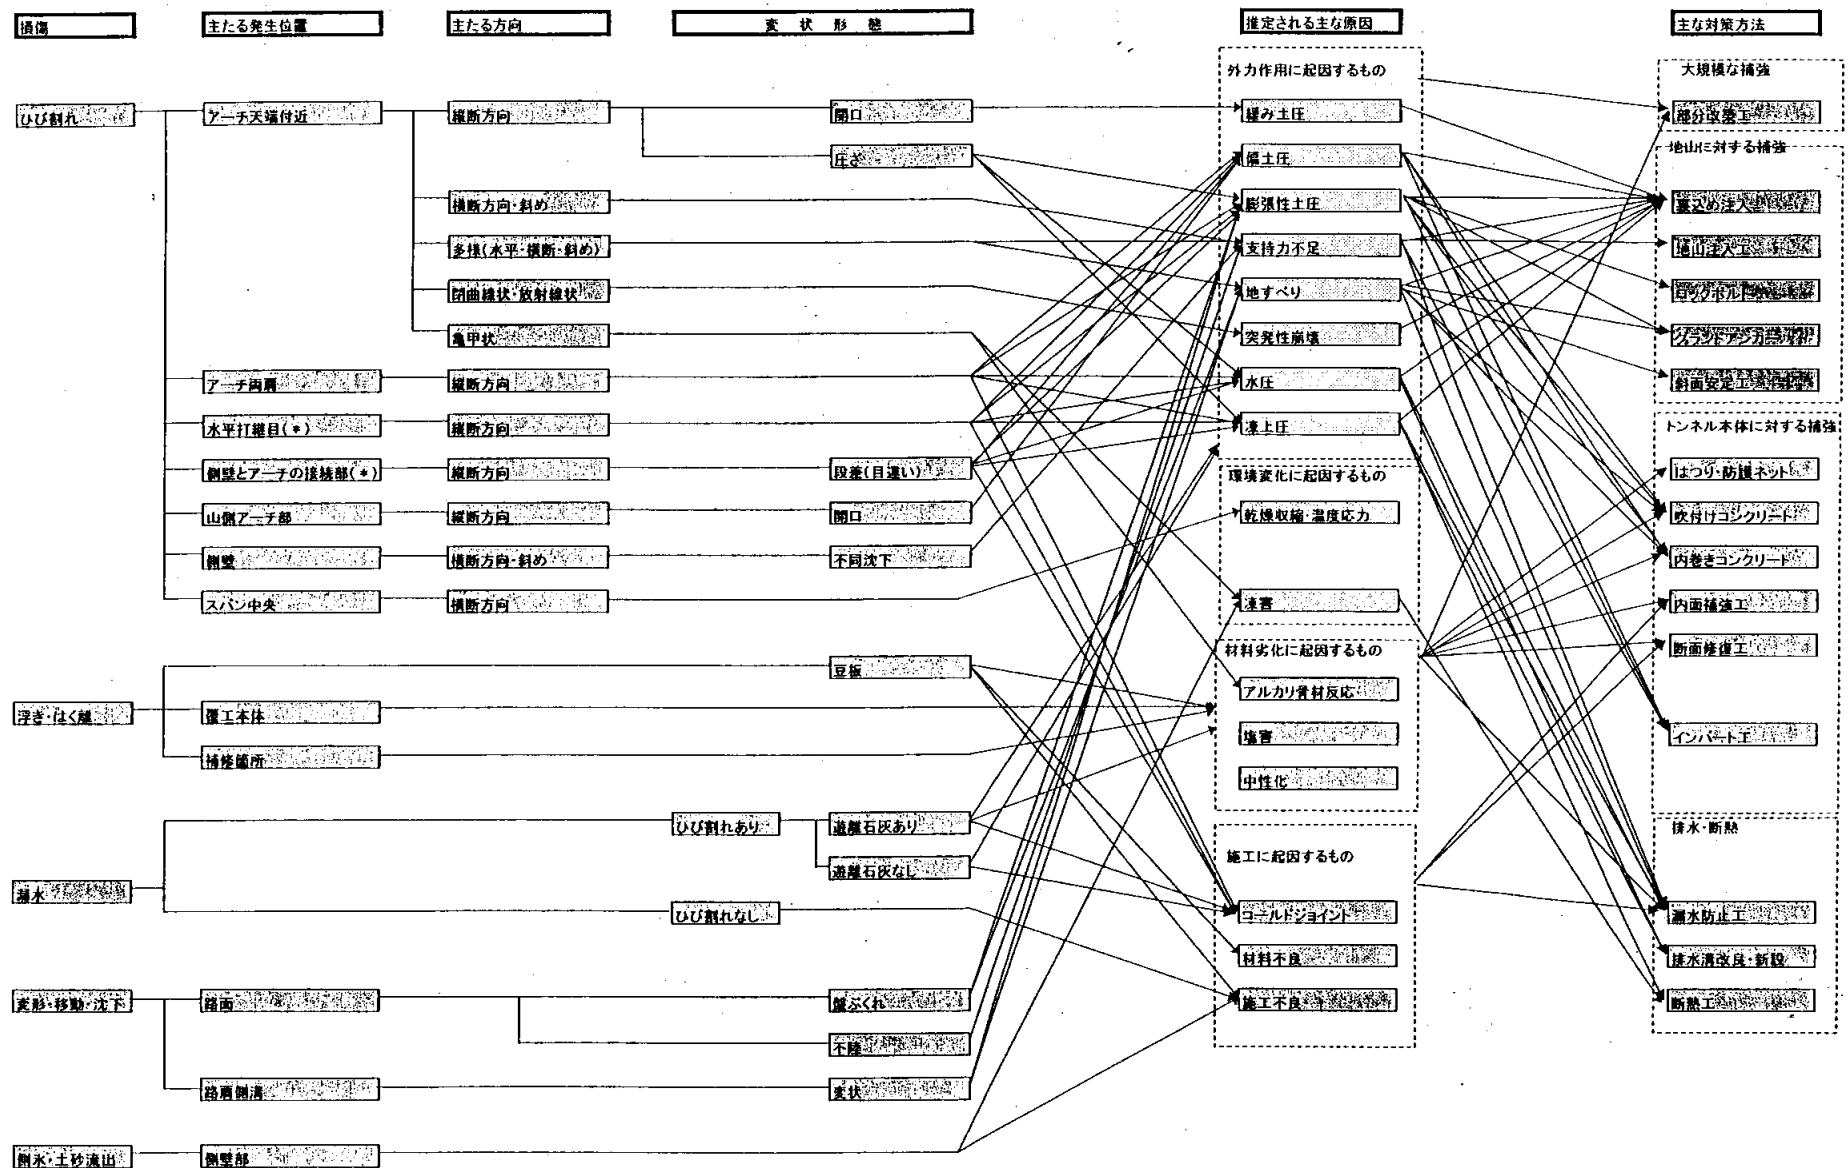 損傷
主たる発生位置
主たる方向
変状形態
推定される主な原因
主な対策方法
ひび割れ
アーチ天端付近
縦断方向
開口
圧ざ
横断方向・斜め
多様(水平・横断・斜め)
閉曲線状・放射線状
亀甲状
アーチ両肩
縦断方向
水平打継目(*)
縦断方向
側壁とアーチの接続部(*)
縦断方向
段差(目違い)
山側アーチ部
縦断方向
開口
側壁
横断方向・斜め
不同沈下
スパン中央
横断方向
浮き・はく離
豆板
覆工本体
補修箇所
漏水
ひび割れあり
遊離石灰あり
遊離石灰なし
ひび割れなし
変形・移動・沈下
路面
盤ぶくれ
不陸
路肩側溝
変状
側氷・土砂流出
側壁部
外力作用に起因するもの
緩み土圧
偏土圧
膨張性土圧
支持力不足
地すべり
突発性崩壊
水圧
凍上圧
環境変化に起因するもの
乾燥収縮・温度応力
凍害
材料劣化に起因するもの
アルカリ骨材反応
塩害
中性化
施工に起因するもの
コールドジョイント
材料不良
施工不良
大規模な補強
部分改築工
地山に対する補強
裏込め注入工
地山注入工
ロックボルト
グランドアンカー
斜面安定工
トンネル本体に対する補強
はつり・防護ネット
吹付けコンクリート
内巻きコンクリート
内面補強工
断面修復工
インバート工
排水・断熱
漏水防止工
排水溝改良・新設
断熱工